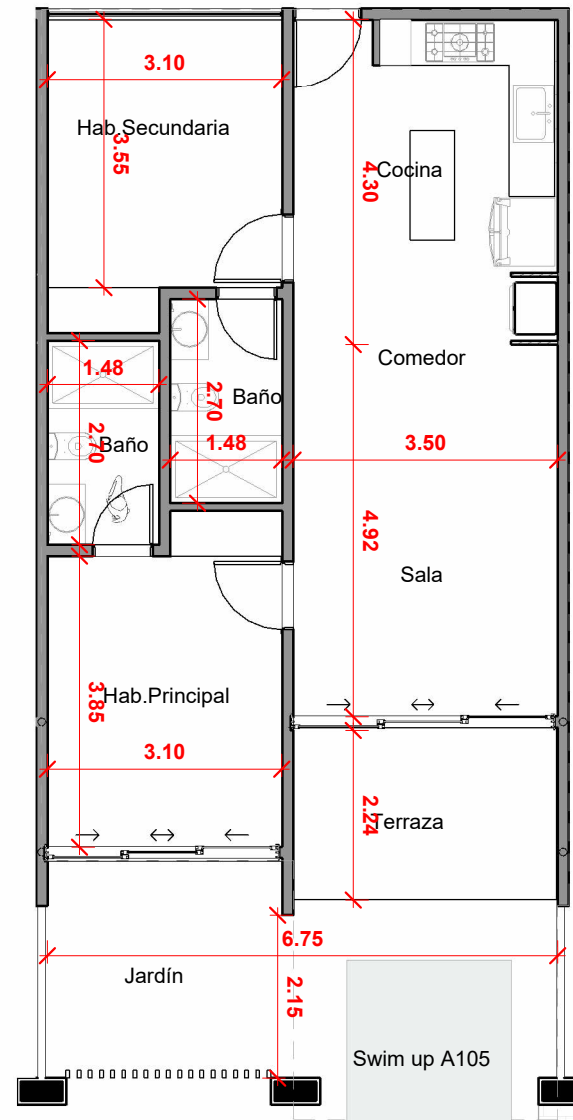 3.10
Hab.Secundaria
3.55
Cocina
4.30
Comedor
1.48
2.70
Baño
2.70
Baño
1.48
3.50
4.92
Sala
Hab.Principal
3.85
3.10
2.24
Terraza
6.75
Jardín
2.15
Swim up A105